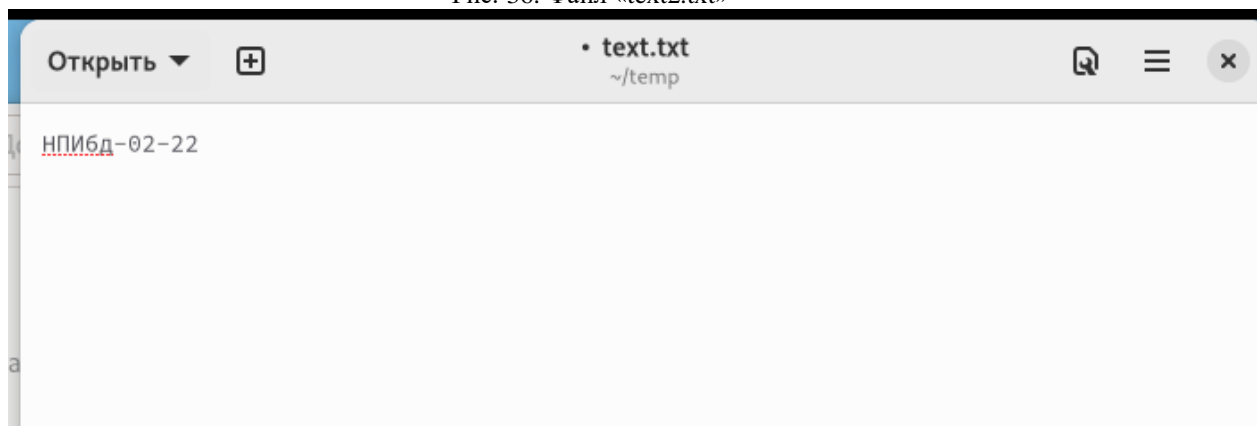 Рис. 38. Файл «text2.txt»
Открыть
• text.txt
~/temp
НПИбд-02-22